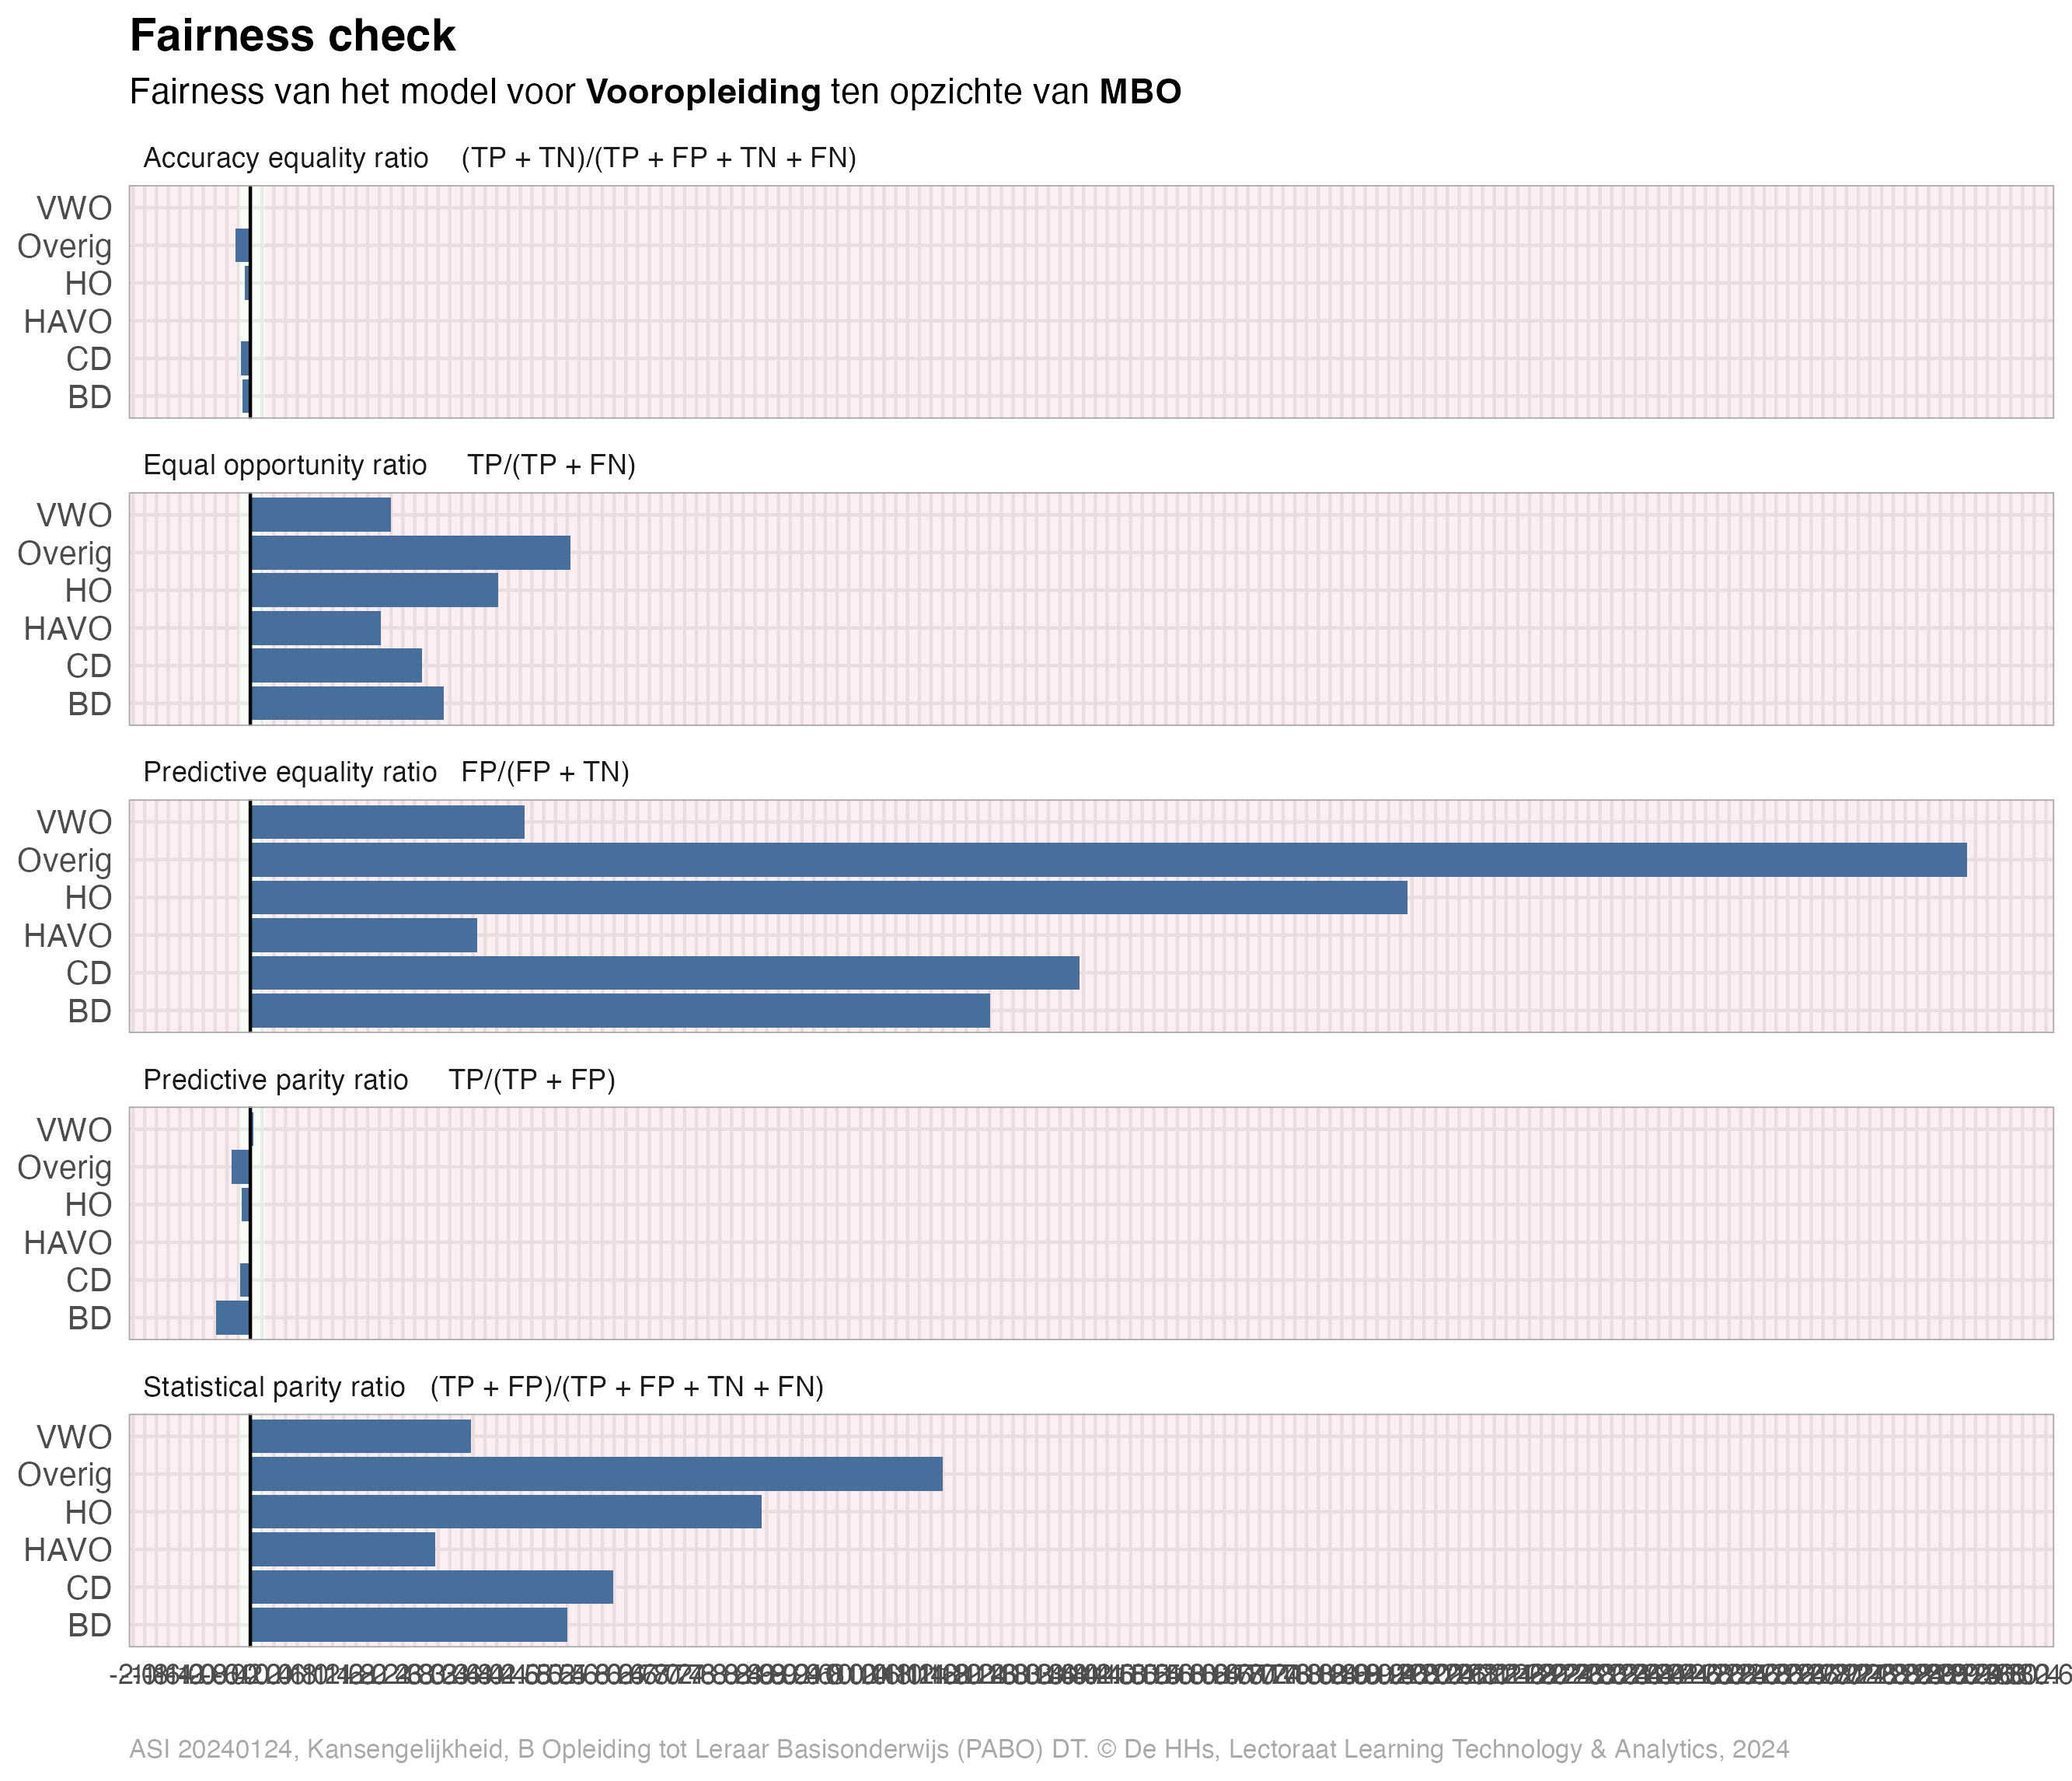 Fairness check
Fairness van het model voor Vooropleiding ten opzichte van MBO
Accuracy equality ratio (TP + TN)/(TP + FP + TN + FN)
VWO
Overig
HO
HAVO
CD
BD
Equal opportunity ratio TP/(TP + FN)
VWO
Overig
HO
HAVO
CD
BD
Predictive equality ratio FP/(FP + TN)
VWO
Overig
HO
HAVO
CD
BD
Predictive parity ratio TP/(TP + FP)
VWO
Overig
HO
HAVO
CD
BD
Statistical parity ratio (TP + FP)/(TP + FP + TN + FN)
VWO
Overig
HO
HAVO
CD
BD
ASI 20240124, Kansengelijkheid, B Opleiding tot Leraar Basisonderwijs (PABO) DT. © De HHs, Lectoraat Learning Technology & Analytics, 2024